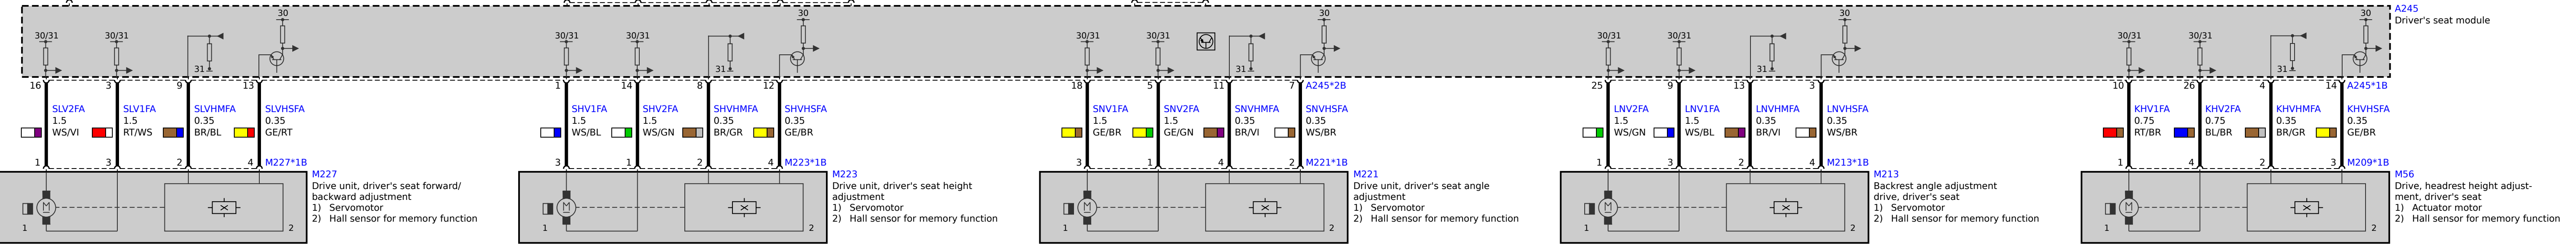 30
30
30
30
30
A245
Driver's seat module
30/31
30/31
31
30/31
30/31
31
30/31
30/31
31
30/31
30/31
31
30/31
30/31
31
16
3
9
13
1
14
8
12
18
5
11
7
A245*2B
25
9
13
3
10
26
4
14
A245*1B
SLV2FA
SLV1FA
SLVHMFA
SLVHSFA
SHV1FA
SHV2FA
SHVHMFA
SHVHSFA
SNV1FA
SNV2FA
SNVHMFA
SNVHSFA
LNV2FA
LNV1FA
LNVHMFA
LNVHSFA
KHV1FA
KHV2FA
KHVHMFA
KHVHSFA
1.5
1.5
0.35
0.35
1.5
1.5
0.35
0.35
1.5
1.5
0.35
0.35
1.5
1.5
0.35
0.35
0.75
0.75
0.35
0.35
WS/VI
RT/WS
BR/BL
GE/RT
WS/BL
WS/GN
BR/GR
GE/BR
GE/BR
GE/GN
BR/VI
WS/BR
WS/GN
WS/BL
BR/VI
WS/BR
RT/BR
BL/BR
BR/GR
GE/BR
1
3
2
4
M227*1B
3
1
2
4
M223*1B
3
1
4
2
M221*1B
1
3
2
4
M213*1B
1
4
2
3
M209*1B
M
1
2
M227
Drive unit, driver's seat forward/
backward adjustment
1) Servomotor
2) Hall sensor for memory function
M
1
2
M223
Drive unit, driver's seat height
adjustment
1) Servomotor
2) Hall sensor for memory function
M
1
2
M221
Drive unit, driver's seat angle
adjustment
1) Servomotor
2) Hall sensor for memory function
M
1
2
M213
Backrest angle adjustment
drive, driver's seat
1) Servomotor
2) Hall sensor for memory function
M
1
2
M56
Drive, headrest height adjust-
ment, driver's seat
1) Actuator motor
2) Hall sensor for memory function